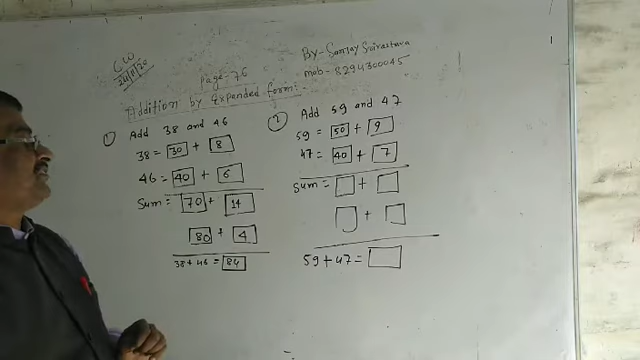 C.W
By- Sanjay Srivastava
mob- 8294300045
page- 76
Addition by Expanded form:
① Add 38 and 46
38 = 30 + 8
46 = 40 + 6
Sum = 70 + 14
80 + 4
38 + 46 = 84
② Add 59 and 47
59 = 50 + 9
47 = 40 + 7
Sum = +
+
59 + 47 =